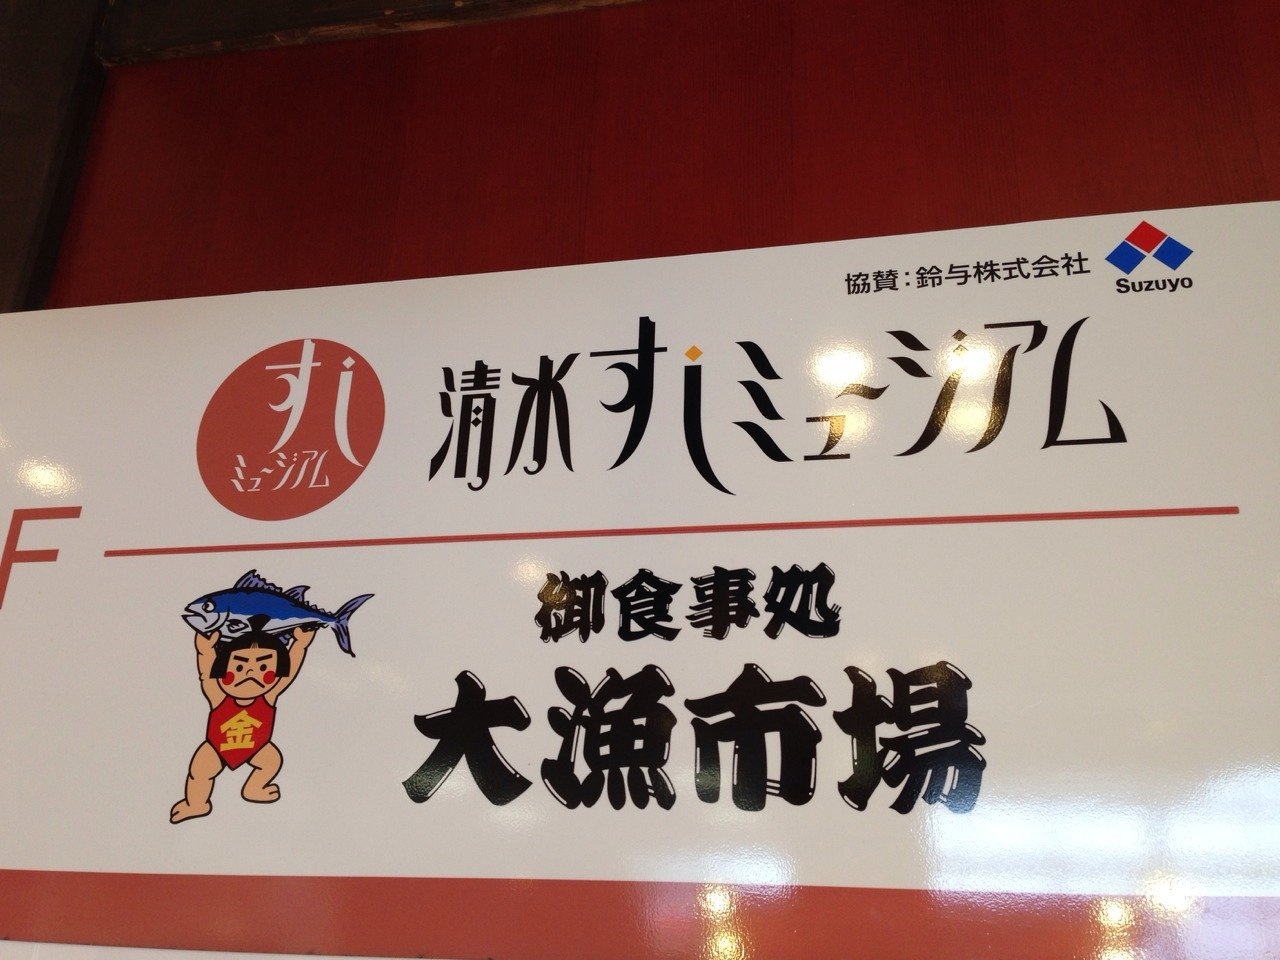 協賛：鈴与株式会社
Suzuyo
すし
ミュージアム
清水すしミュージアム
F
御食事処
大漁市場
金